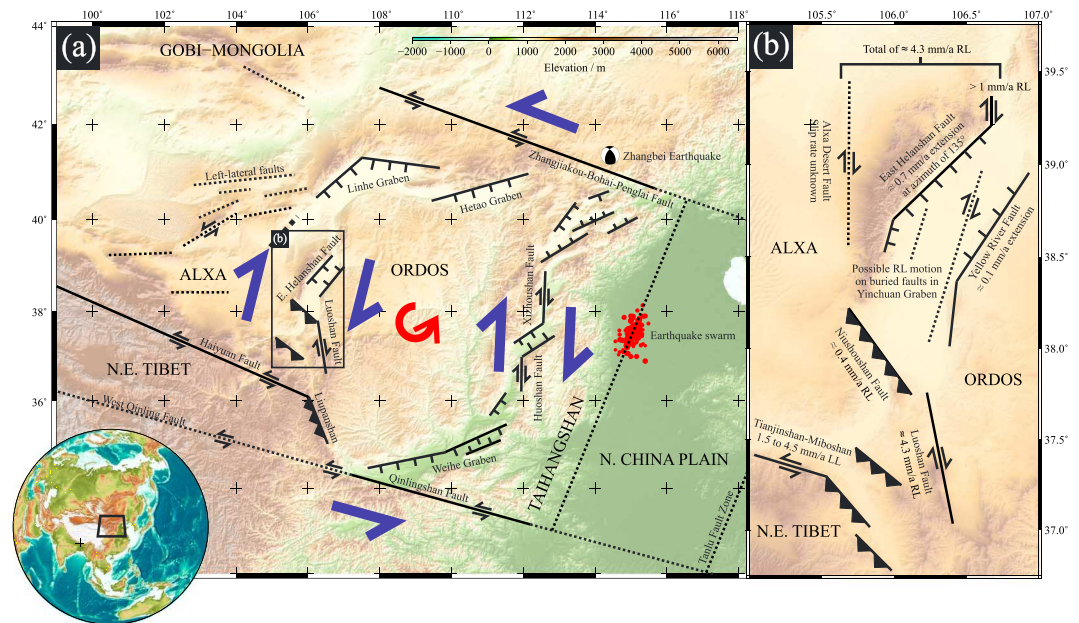 100°
102°
104°
106°
108°
110°
112°
114°
116°
118°
44°
42°
40°
38°
36°
(a)
GOBI−MONGOLIA
−2000
−1000
0
1000
2000
3000
4000
5000
6000
Elevation / m
Zhangbei Earthquake
Zhangjiakou-Bohai-Penglai Fault
Left-lateral faults
Linhe Graben
Hetao Graben
(b)
ALXA
E. Helanshan Fault
ORDOS
Luoshan Fault
Xizhoushan Fault
Earthquake swarm
Haiyuan Fault
N.E. TIBET
Huoshan Fault
West Qinling Fault
Liupanshan
TAIHANGSHAN
N. CHINA PLAIN
Weihe Graben
Qinlingshan Fault
Tanlu Fault Zone
(b)
105.5°
106.0°
106.5°
107.0°
39.5°
39.0°
38.5°
38.0°
37.5°
37.0°
Total of ≈ 4.3 mm/a RL
> 1 mm/a RL
Alxa Desert Fault
Slip rate unknown
East Helanshan Fault
≈ 0.7 mm/a extension
at azimuth of 135°
Yellow River Fault
≈ 0.1 mm/a extension
ALXA
Possible RL motion
on buried faults in
Yinchuan Graben
Niushoushan Fault
≈ 0.4 mm/a RL
ORDOS
Tianjinshan-Miboshan
1.5 to 4.5 mm/a LL
Luoshan Fault
≈ 4.3 mm/a RL
N.E. TIBET